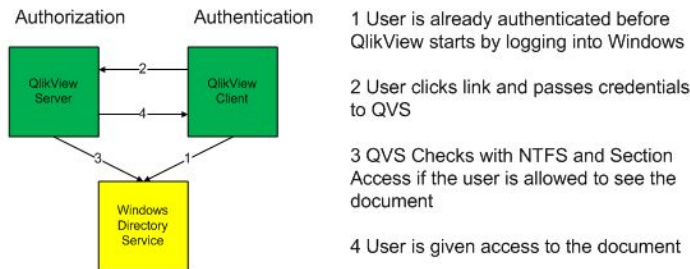 Authorization
Authentication
QlikView
Server
QlikView
Client
2
4
3
1
Windows
Directory
Service
1 User is already authenticated before
QlikView starts by logging into Windows
2 User clicks link and passes credentials
to QVS
3 QVS Checks with NTFS and Section
Access if the user is allowed to see the
document
4 User is given access to the document